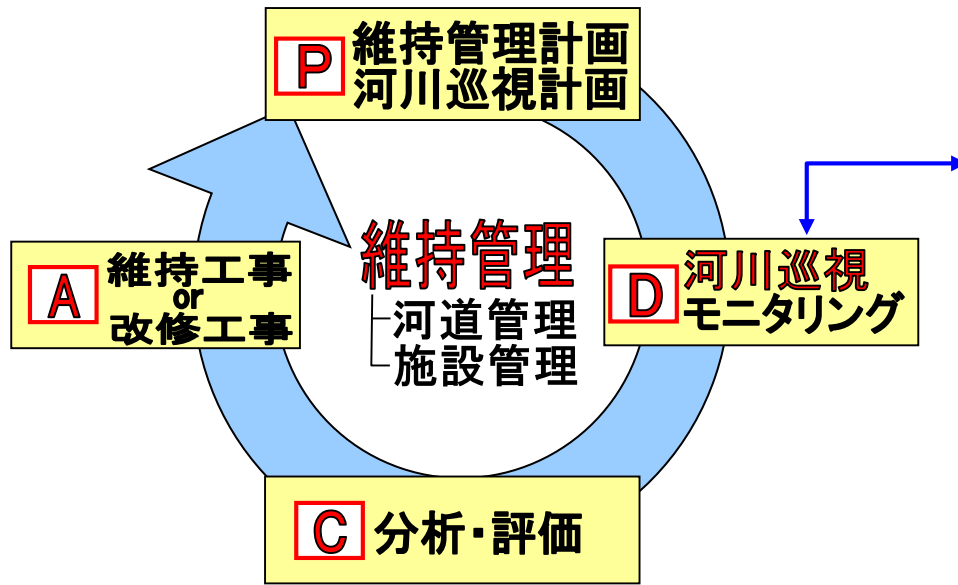 P 維持管理計画
河川巡視計画
維持管理
河道管理
施設管理
D 河川巡視
モニタリング
A 維持工事
or
改修工事
C 分析・評価